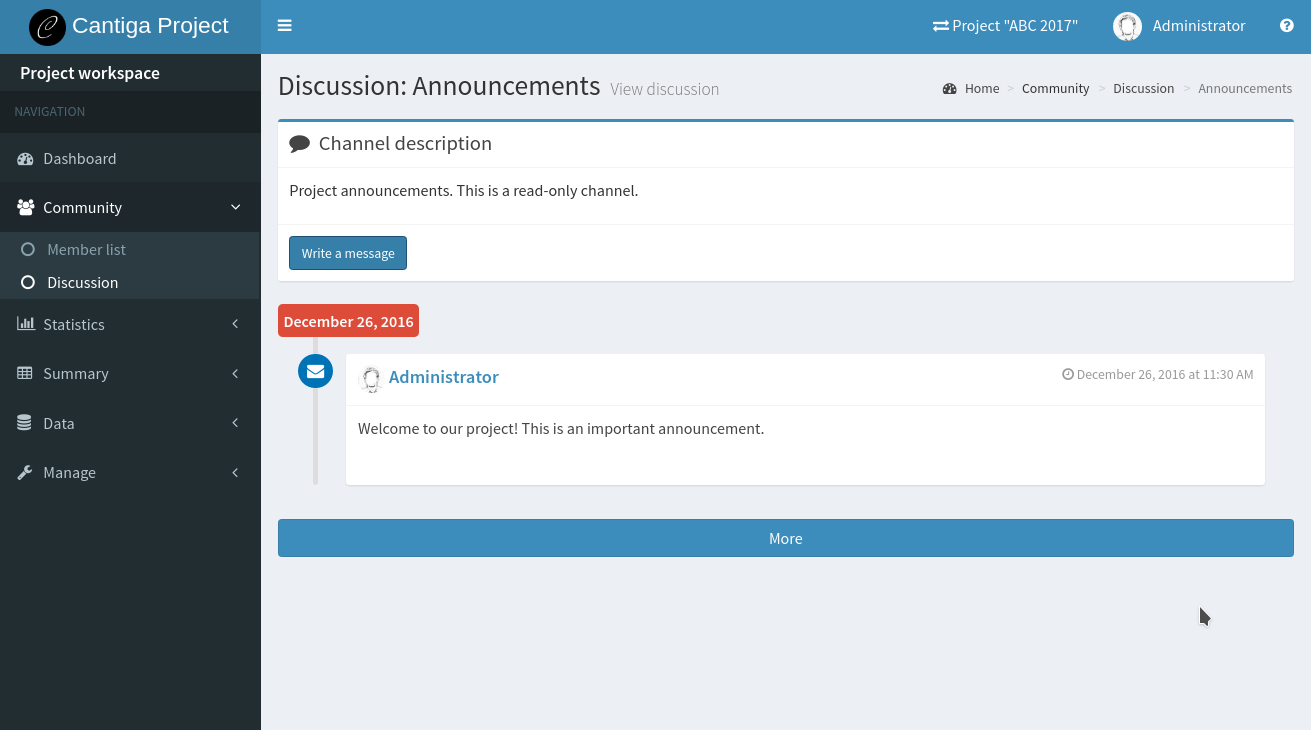 Cantiga Project
Project "ABC 2017"
Administrator
Project workspace
NAVIGATION
Dashboard
Community
Member list
Discussion
Statistics
Summary
Data
Manage
Discussion: Announcements View discussion
Home > Community > Discussion > Announcements
Channel description
Project announcements. This is a read-only channel.
Write a message
December 26, 2016
Administrator
December 26, 2016 at 11:30 AM
Welcome to our project! This is an important announcement.
More